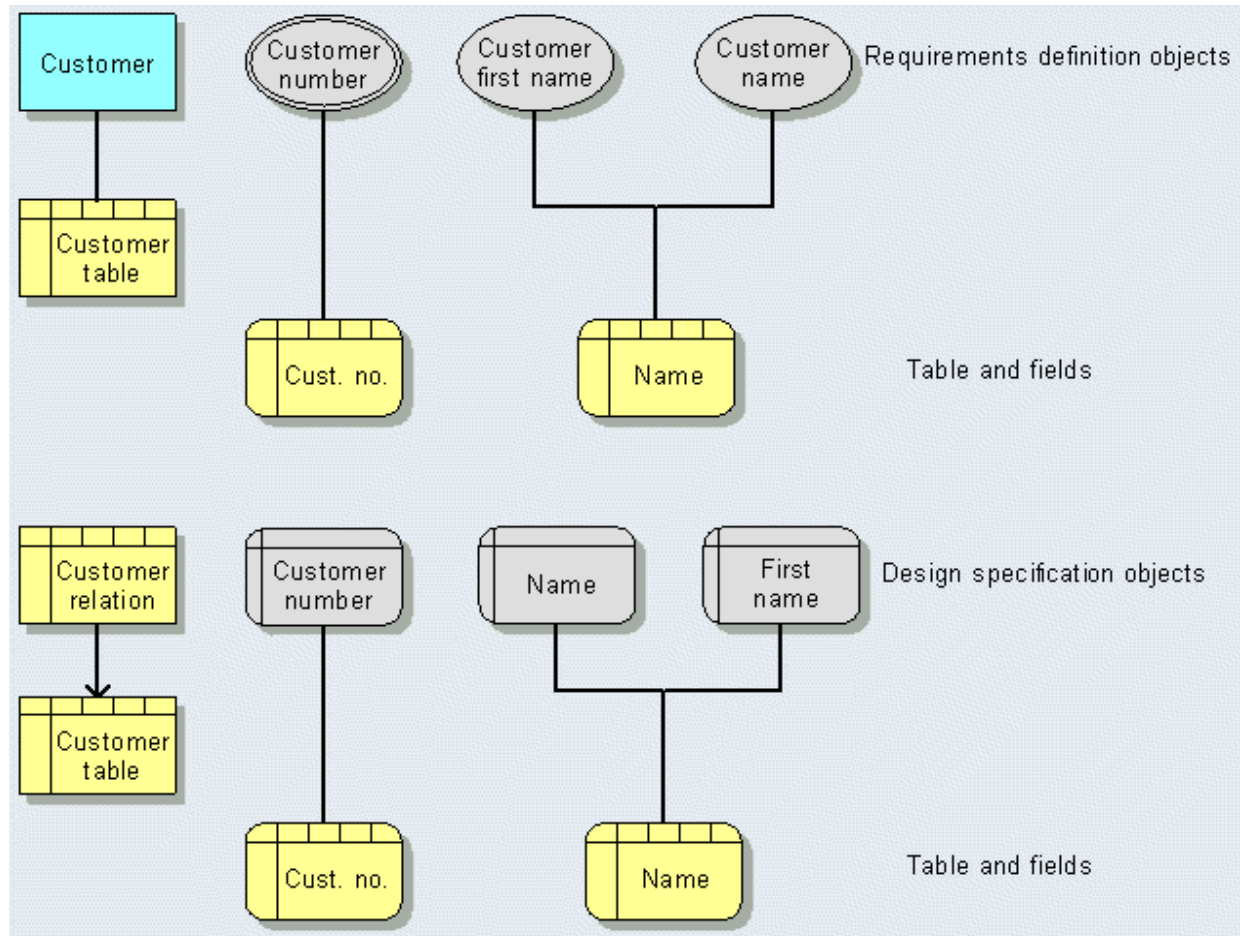 Customer
Customer
number
Customer
first name
Customer
name
Requirements definition objects
Customer
table
Cust. no.
Name
Table and fields
Customer
relation
Customer
number
Name
First
name
Design specification objects
Customer
table
Cust. no.
Name
Table and fields